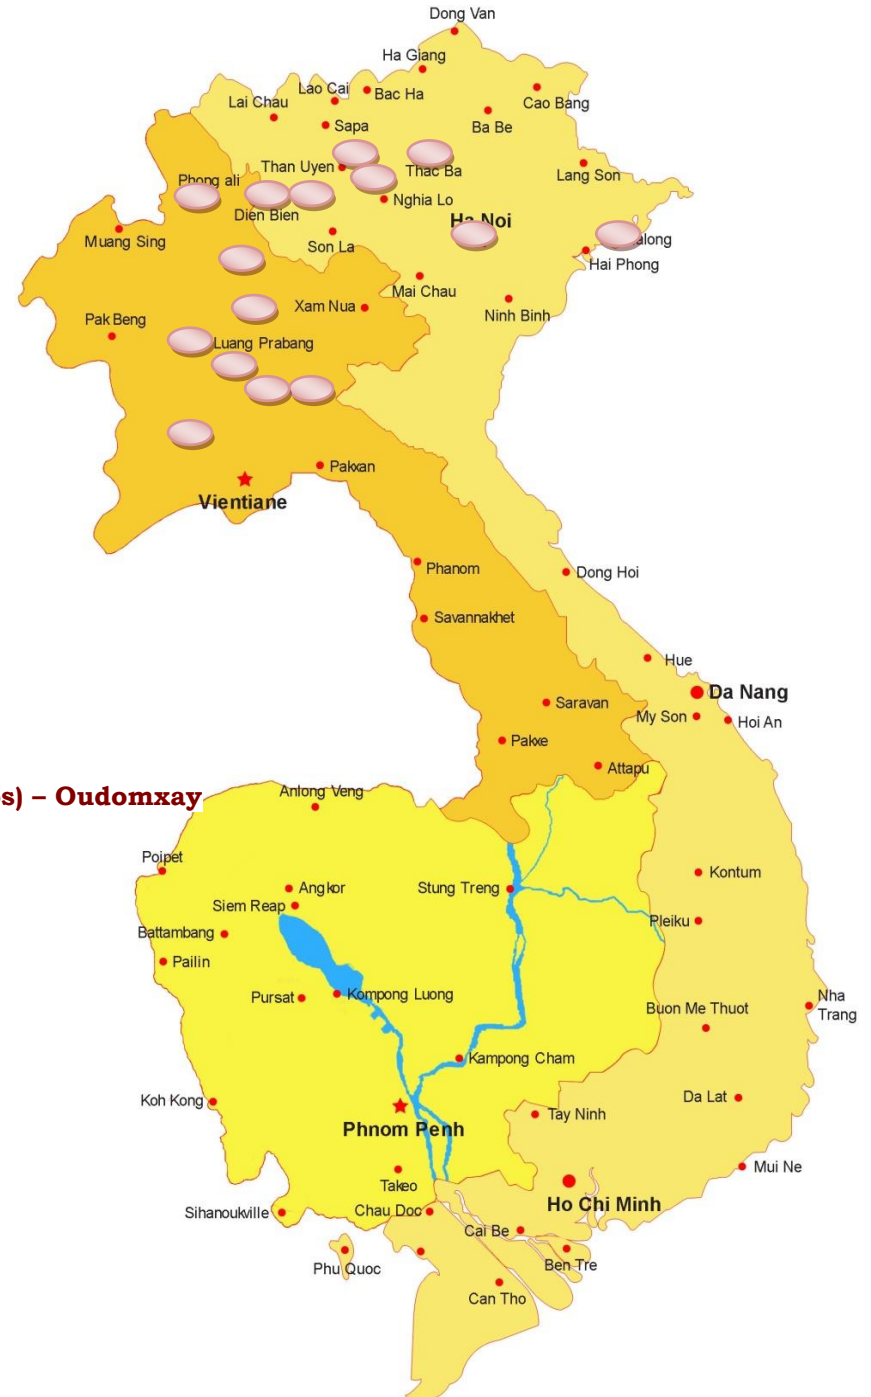 Dong Van
Ha Giang
Lao Cai
Bac Ha
Lai Chau
Cao Bang
Sapa
Ba Be
Than Uyen
Thac Ba
Lang Son
Phong ali
Nghia Lo
Dien Bien
Ha Noi
Muang Sing
Son La
along
Hai Phong
Mai Chau
Xam Nua
Ninh Binh
Pak Beng
Luang Prabang
Pakxan
Vientiane
Phanom
Dong Hoi
Savannakhet
Hue
Da Nang
Saravan
My Son
Hoi An
Pakxe
Attapu
s) – Oudomxay
Anlong Veng
Poipet
Kontum
Angkor
Stung Treng
Siem Reap
Pleiku
Battambang
Pailin
Pursat
Kompong Luong
Nha
Trang
Buon Me Thuot
Kampong Cham
Da Lat
Koh Kong
Tay Ninh
Phnom Penh
Mui Ne
Takeo
Ho Chi Minh
Sihanoukville
Chau Doc
Cai Be
Phu Quoc
Ben Tre
Can Tho